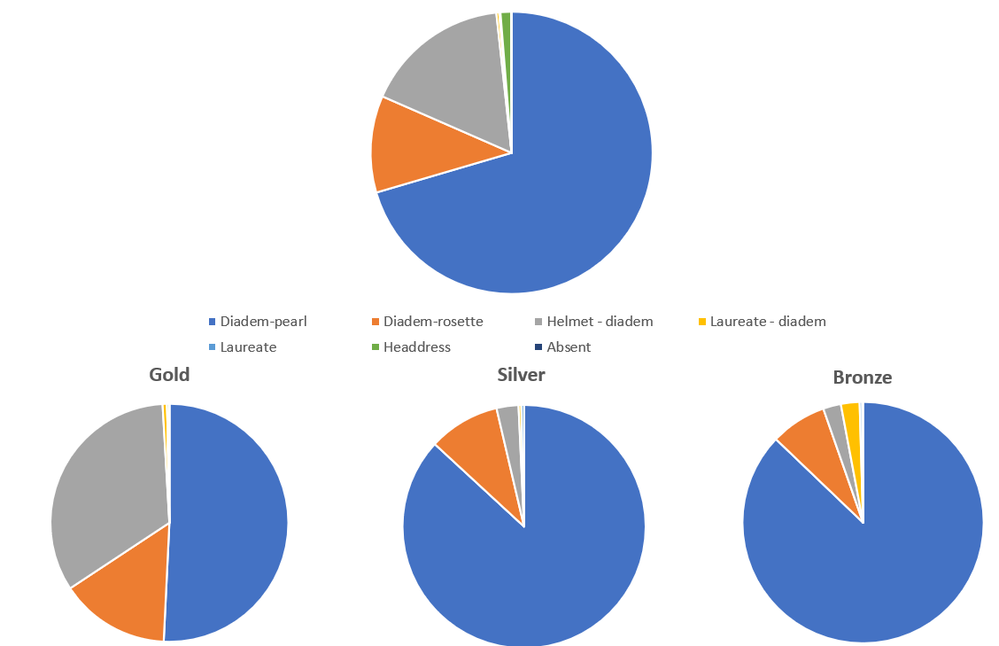 Diadem-pearl Diadem-rosette Helmet - diadem Laureate - diadem
Laureate Headdress Absent
Gold Silver Bronze